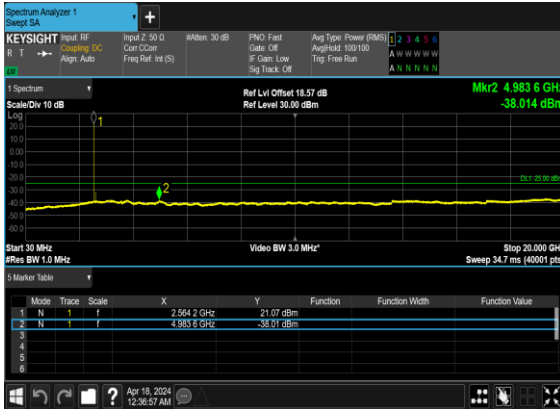 Spectrum Analyzer 1
Swept SA
+
KEYSIGHT Input: RF Input Z: 50 Ω #Atten: 30 dB PNO: Fast Avg Type: Power (RMS) 1 2 3 4 5 6
R T Coupling: DC Corr CCorr Gate: Off Avg|Hold: 100/100 A W W W W W
Align: Auto Freq Ref: Int (S) IF Gain: Low Trig: Free Run
Sig Track: Off A N N N N N
1 Spectrum Ref Lvl Offset 18.57 dB Mkr2 4.983 6 GHz
Scale/Div 10 dB Ref Level 30.00 dBm -38.014 dBm
Log
20.0
10.0
0.00
-10.0
-20.0
-30.0
-40.0
-50.0
-60.0
1
2
DL1 -25.00 dBm
Start 30 MHz Video BW 3.0 MHz* Stop 20.000 GHz
#Res BW 1.0 MHz Sweep 34.7 ms (40001 pts)
5 Marker Table
Mode Trace Scale X Y Function Function Width Function Value
1 N 1 f 2.564 2 GHz 21.07 dBm
2 N 1 f 4.983 6 GHz -38.01 dBm
3
4
5
6
? Apr 18, 2024
12:36:57 AM